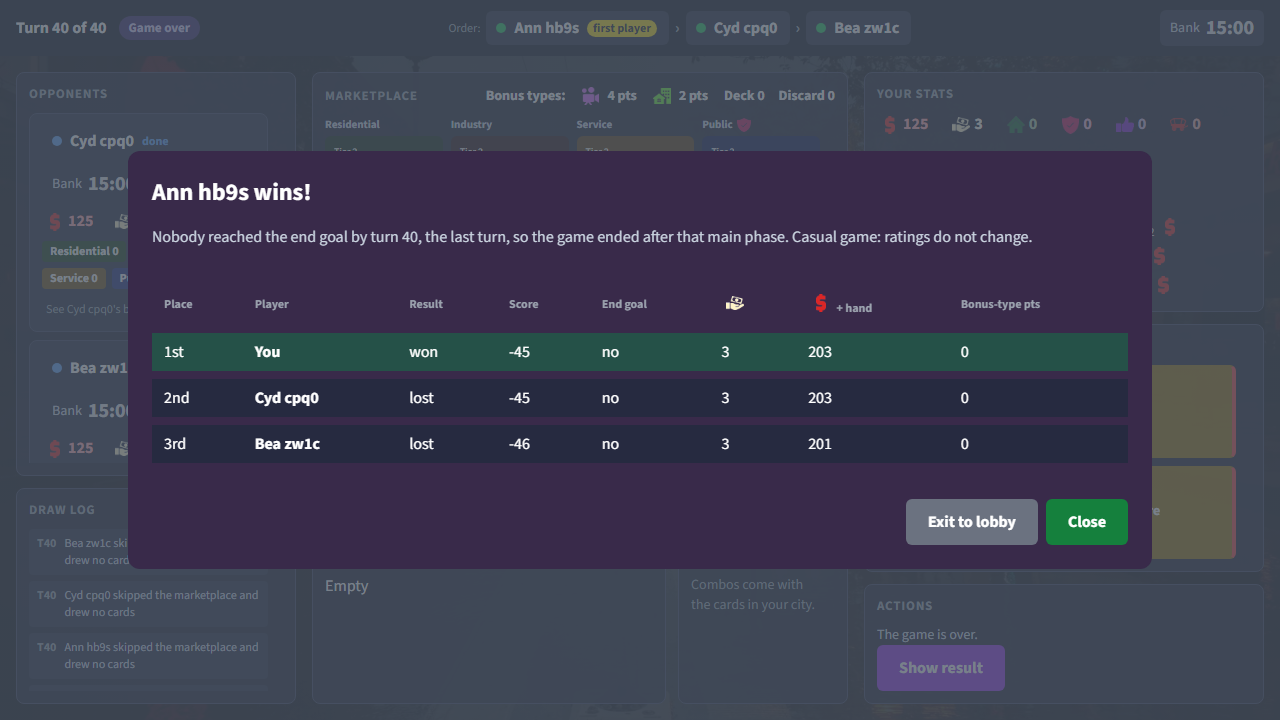 Turn 40 of 40 Game over Order: Ann hb9s first player › Cyd cpq0 › Bea zw1c Bank 15:00
OPPONENTS
Cyd cpq0 done
Bank 15:00
125
Residential 0
Service 0
See Cyd cpq0's
Bea zw1
Bank 15:00
125
DRAW LOG
T40 Bea zw1c
drew no
T40 Cyd cpq0 skipped the marketplace and
drew no cards
T40 Ann hb9s skipped the marketplace and
drew no cards
MARKETPLACE Bonus types: 4 pts 2 pts Deck 0 Discard 0
Residential Industry Service Public
YOUR STATS
125 3 0 0 0 0
Ann hb9s wins!
Nobody reached the end goal by turn 40, the last turn, so the game ended after that main phase. Casual game: ratings do not change.
Place Player Result Score End goal + hand Bonus-type pts
1st You won -45 no 3 203 0
2nd Cyd cpq0 lost -45 no 3 203 0
3rd Bea zw1c lost -46 no 3 201 0
Exit to lobby Close
Empty
Combos come with
the cards in your city.
ACTIONS
The game is over.
Show result